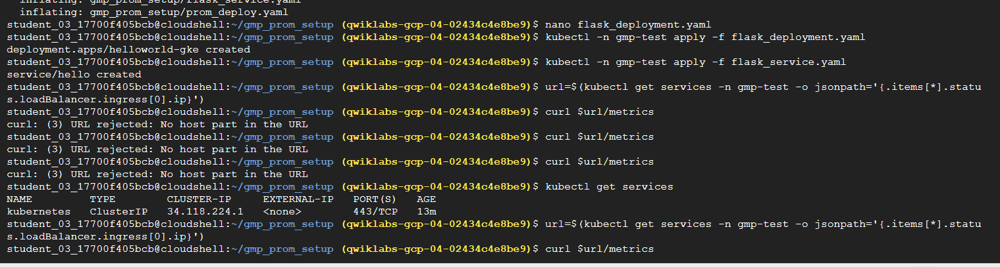 inflating: gmp_prom_setup/flask_service.yaml
inflating: gmp_prom_setup/prom_deploy.yaml
student_03_17700f405bcb@cloudshell:~/gmp_prom_setup (qwiklabs-gcp-04-02434c4e8be9)$ nano flask_deployment.yaml
student_03_17700f405bcb@cloudshell:~/gmp_prom_setup (qwiklabs-gcp-04-02434c4e8be9)$ kubectl -n gmp-test apply -f flask_deployment.yaml
deployment.apps/helloworld-gke created
student_03_17700f405bcb@cloudshell:~/gmp_prom_setup (qwiklabs-gcp-04-02434c4e8be9)$ kubectl -n gmp-test apply -f flask_service.yaml
service/hello created
student_03_17700f405bcb@cloudshell:~/gmp_prom_setup (qwiklabs-gcp-04-02434c4e8be9)$ url=$(kubectl get services -n gmp-test -o jsonpath='{.items[*].statu
s.loadBalancer.ingress[0].ip}')
student_03_17700f405bcb@cloudshell:~/gmp_prom_setup (qwiklabs-gcp-04-02434c4e8be9)$ curl $url/metrics
curl: (3) URL rejected: No host part in the URL
student_03_17700f405bcb@cloudshell:~/gmp_prom_setup (qwiklabs-gcp-04-02434c4e8be9)$ curl $url/metrics
curl: (3) URL rejected: No host part in the URL
student_03_17700f405bcb@cloudshell:~/gmp_prom_setup (qwiklabs-gcp-04-02434c4e8be9)$ curl $url/metrics
curl: (3) URL rejected: No host part in the URL
student_03_17700f405bcb@cloudshell:~/gmp_prom_setup (qwiklabs-gcp-04-02434c4e8be9)$ kubectl get services
NAME TYPE CLUSTER-IP EXTERNAL-IP PORT(S) AGE
kubernetes ClusterIP 34.118.224.1 <none> 443/TCP 13m
student_03_17700f405bcb@cloudshell:~/gmp_prom_setup (qwiklabs-gcp-04-02434c4e8be9)$ url=$(kubectl get services -n gmp-test -o jsonpath='{.items[*].statu
s.loadBalancer.ingress[0].ip}')
student_03_17700f405bcb@cloudshell:~/gmp_prom_setup (qwiklabs-gcp-04-02434c4e8be9)$ curl $url/metrics